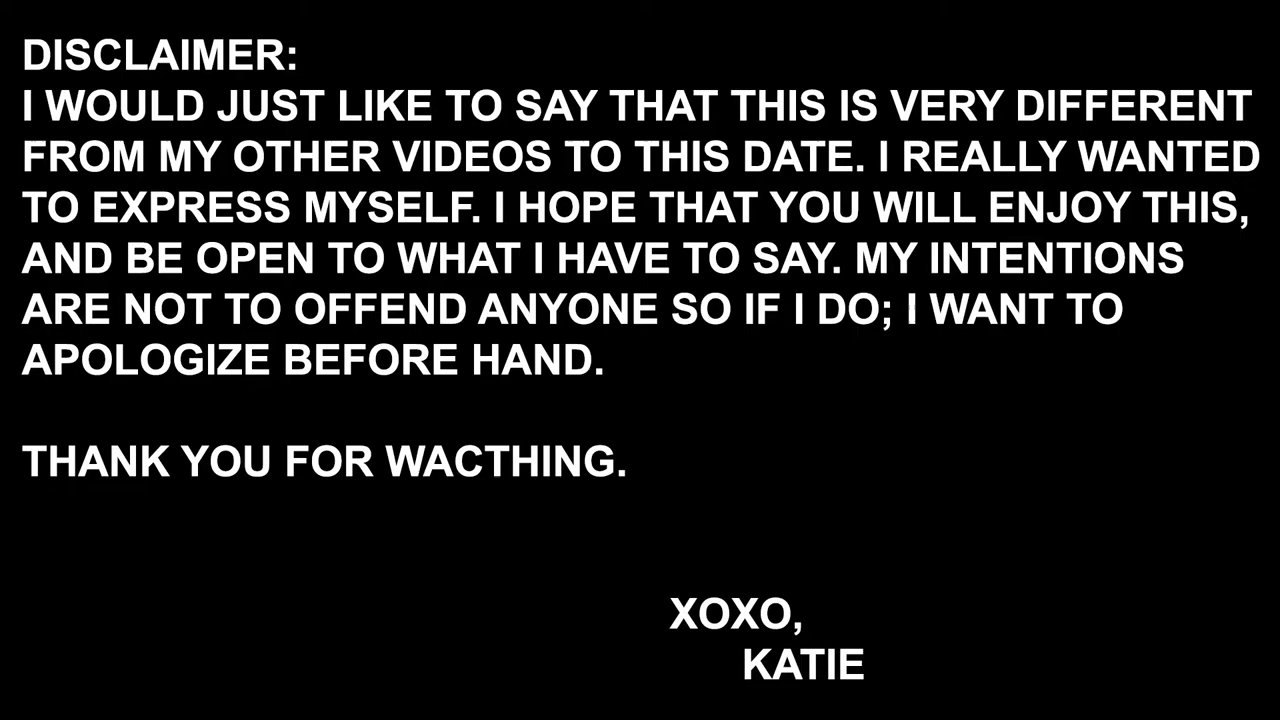 DISCLAIMER:
I WOULD JUST LIKE TO SAY THAT THIS IS VERY DIFFERENT
FROM MY OTHER VIDEOS TO THIS DATE. I REALLY WANTED
TO EXPRESS MYSELF. I HOPE THAT YOU WILL ENJOY THIS,
AND BE OPEN TO WHAT I HAVE TO SAY. MY INTENTIONS
ARE NOT TO OFFEND ANYONE SO IF I DO; I WANT TO
APOLOGIZE BEFORE HAND.
THANK YOU FOR WACTHING.
XOXO,
KATIE